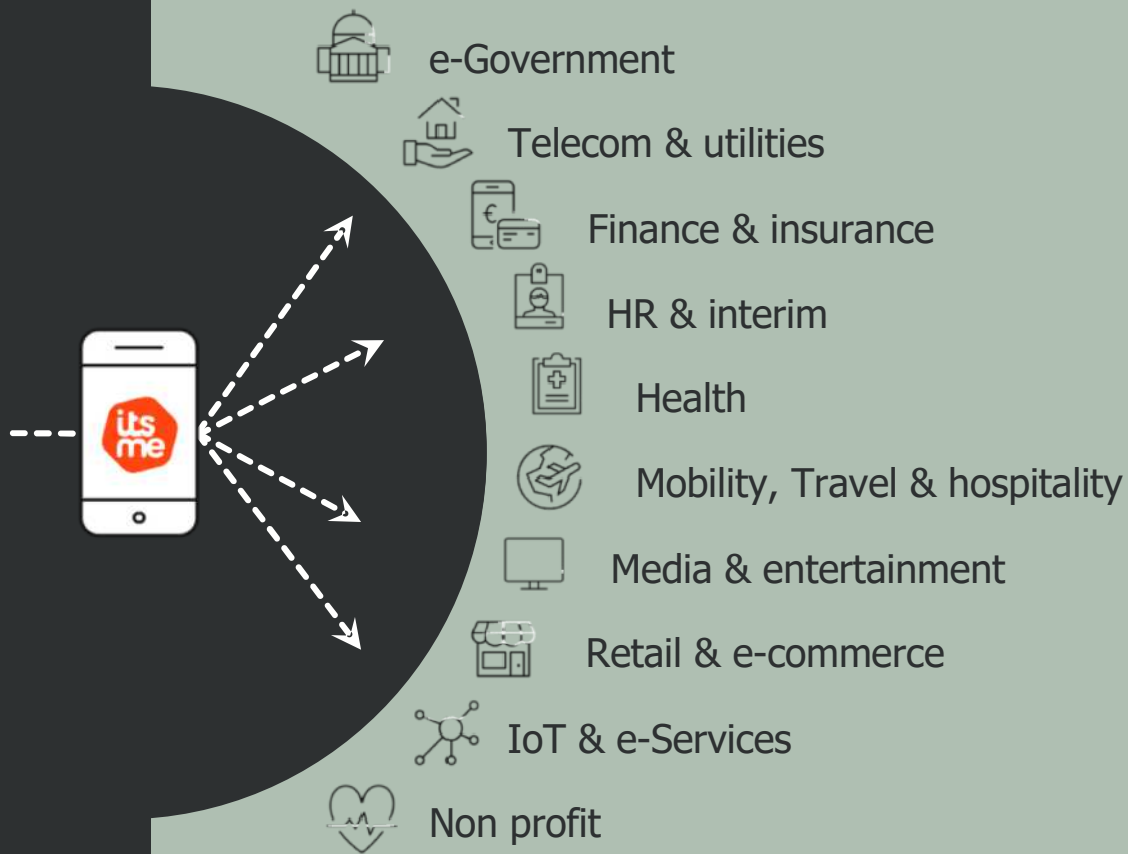 e-Government
Telecom & utilities
€
Finance & insurance
HR & interim
Health
its
me
Mobility, Travel & hospitality
Media & entertainment
Retail & e-commerce
IoT & e-Services
Non profit